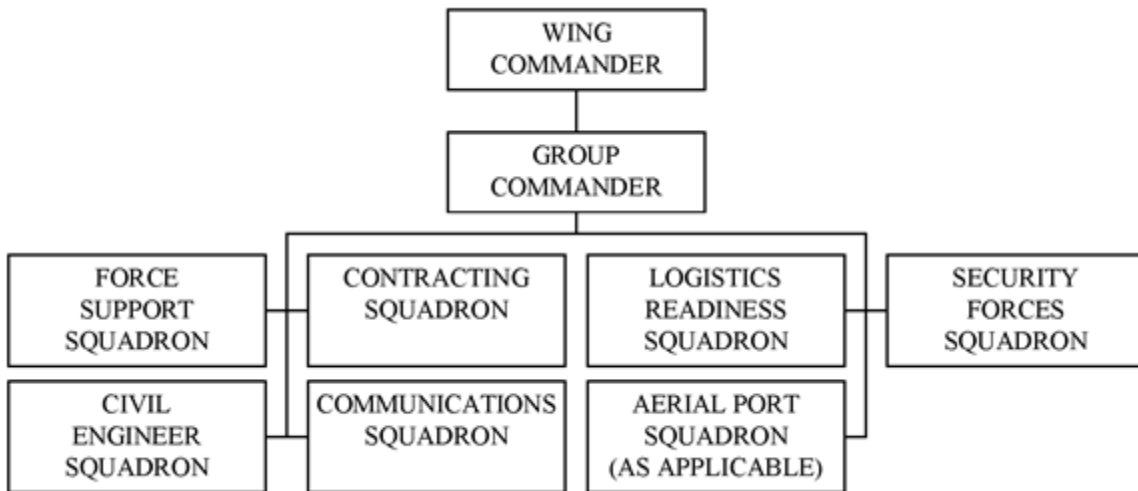 WING
COMMANDER
GROUP
COMMANDER
FORCE
SUPPORT
SQUADRON
CONTRACTING
SQUADRON
LOGISTICS
READINESS
SQUADRON
SECURITY
FORCES
SQUADRON
CIVIL
ENGINEER
SQUADRON
COMMUNICATIONS
SQUADRON
AERIAL PORT
SQUADRON
(AS APPLICABLE)